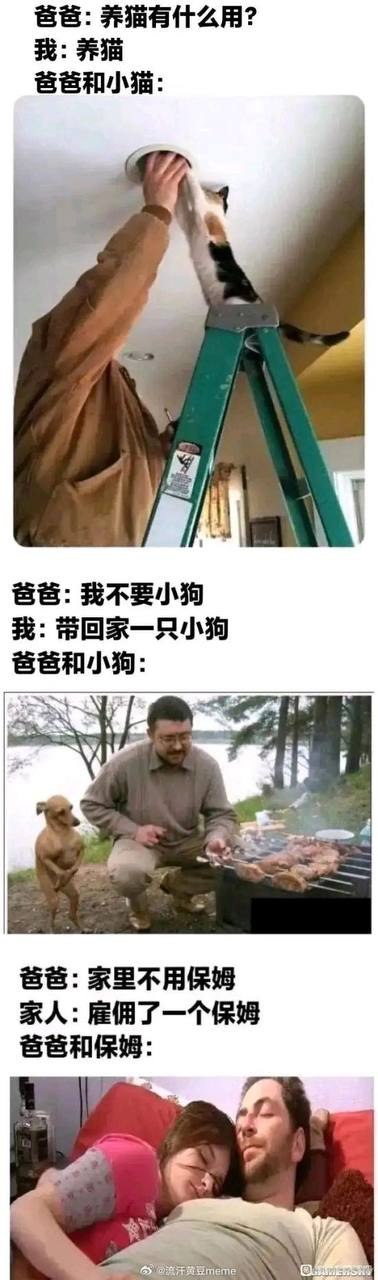 爸爸：养猫有什么用？
我：养猫
爸爸和小猫：
爸爸：我不要小狗
我：带回家一只小狗
爸爸和小狗：
爸爸：家里不用保姆
家人：雇佣了一个保姆
爸爸和保姆：
@流汗黄豆meme
GAMERSKY